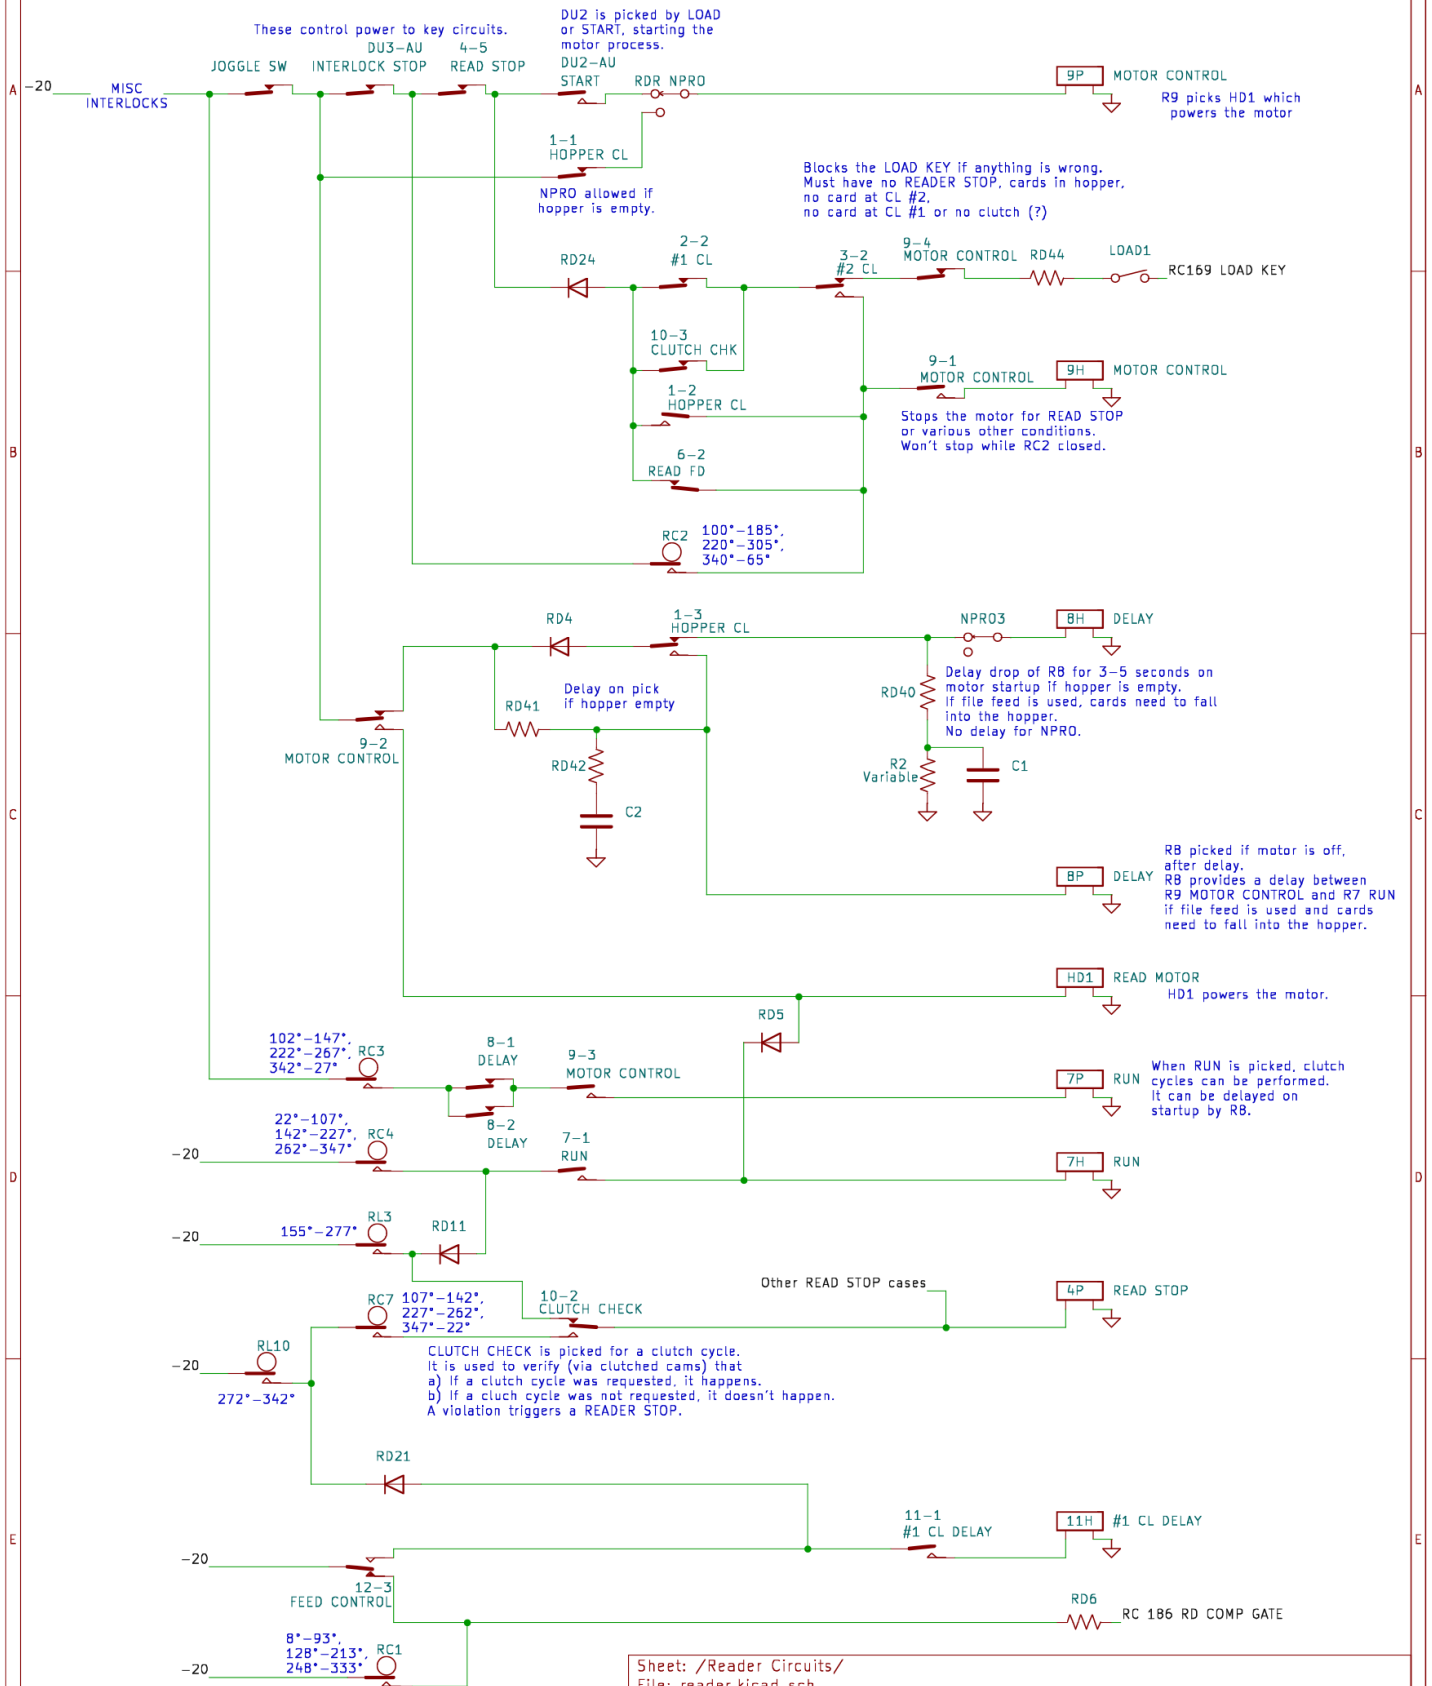 DU2 is picked by LOAD
or START, starting the
motor process.
These control power to key circuits.
DU3-AU
INTERLOCK STOP
4-5
READ STOP
DU2-AU
START
JOGGLE SW
RDR NPRO
9P
MOTOR CONTROL
A
-20
MISC
INTERLOCKS
A
R9 picks HD1 which
powers the motor
1-1
HOPPER CL
NPRO allowed if
hopper is empty.
Blocks the LOAD KEY if anything is wrong.
Must have no READER STOP, cards in hopper,
no card at CL #2,
no card at CL #1 or no clutch (?)
RD24
2-2
#1 CL
3-2
#2 CL
9-4
MOTOR CONTROL
RD44
LOAD1
RC169 LOAD KEY
10-3
CLUTCH CHK
9-1
MOTOR CONTROL
9H
MOTOR CONTROL
1-2
HOPPER CL
Stops the motor for READ STOP
or various other conditions.
Won't stop while RC2 closed.
B
B
6-2
READ FD
RC2
100°-185°,
220°-305°,
340°-65°
RD4
1-3
HOPPER CL
NPRO3
8H
DELAY
Delay on pick
if hopper empty
RD40
Delay drop of R8 for 3-5 seconds on
motor startup if hopper is empty.
If file feed is used, cards need to fall
into the hopper.
No delay for NPRO.
RD41
9-2
MOTOR CONTROL
RD42
R2
Variable
C1
C2
C
C
R8 picked if motor is off,
after delay.
R8 provides a delay between
R9 MOTOR CONTROL and R7 RUN
if file feed is used and cards
need to fall into the hopper.
8P
DELAY
HD1
READ MOTOR
HD1 powers the motor.
RD5
102°-147°,
222°-267°,
342°-27°
RC3
8-1
DELAY
9-3
MOTOR CONTROL
7P
RUN
When RUN is picked, clutch
cycles can be performed.
It can be delayed on
startup by R8.
8-2
DELAY
22°-107°,
142°-227°,
262°-347°
RC4
-20
7-1
RUN
7H
RUN
D
D
RL3
155°-277°
-20
RD11
Other READ STOP cases
4P
READ STOP
RC7
107°-142°,
227°-262°,
347°-22°
10-2
CLUTCH CHECK
RL10
-20
272°-342°
CLUTCH CHECK is picked for a clutch cycle.
It is used to verify (via clutched cams) that
a) If a clutch cycle was requested, it happens.
b) If a cluch cycle was not requested, it doesn't happen.
A violation triggers a READER STOP.
RD21
11-1
#1 CL DELAY
11H
#1 CL DELAY
E
E
-20
12-3
FEED CONTROL
RD6
RC 186 RD COMP GATE
8°-93°,
128°-213°,
248°-333°
RC1
-20
Sheet: /Reader Circuits/
File: reader.kicad_sch